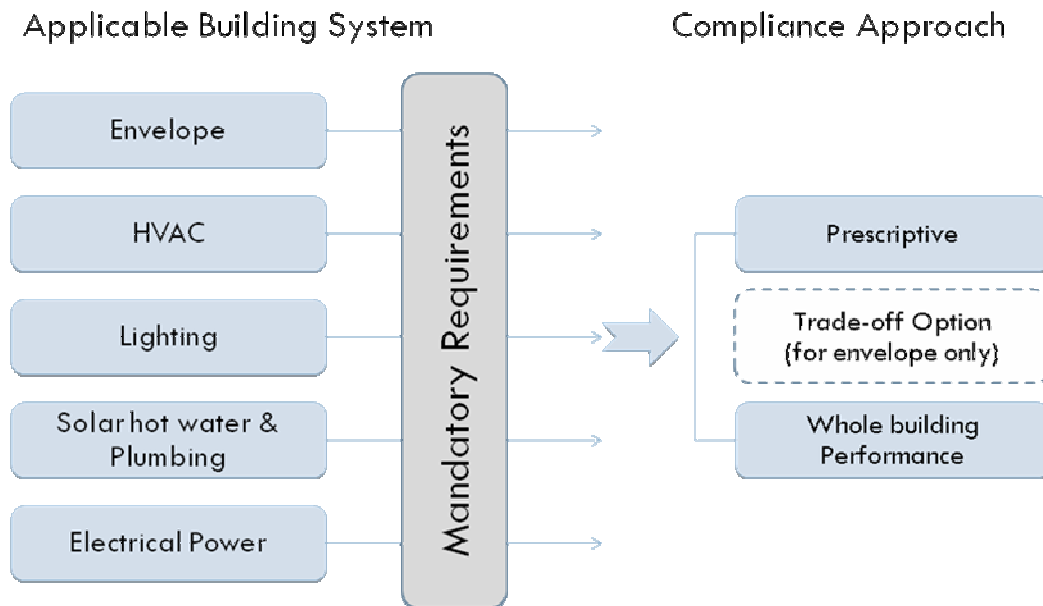 Applicable Building System
Compliance Approach
Envelope
HVAC
Lighting
Solar hot water &
Plumbing
Electrical Power
Mandatory Requirements
Prescriptive
Trade-off Option
(for envelope only)
Whole building
Performance